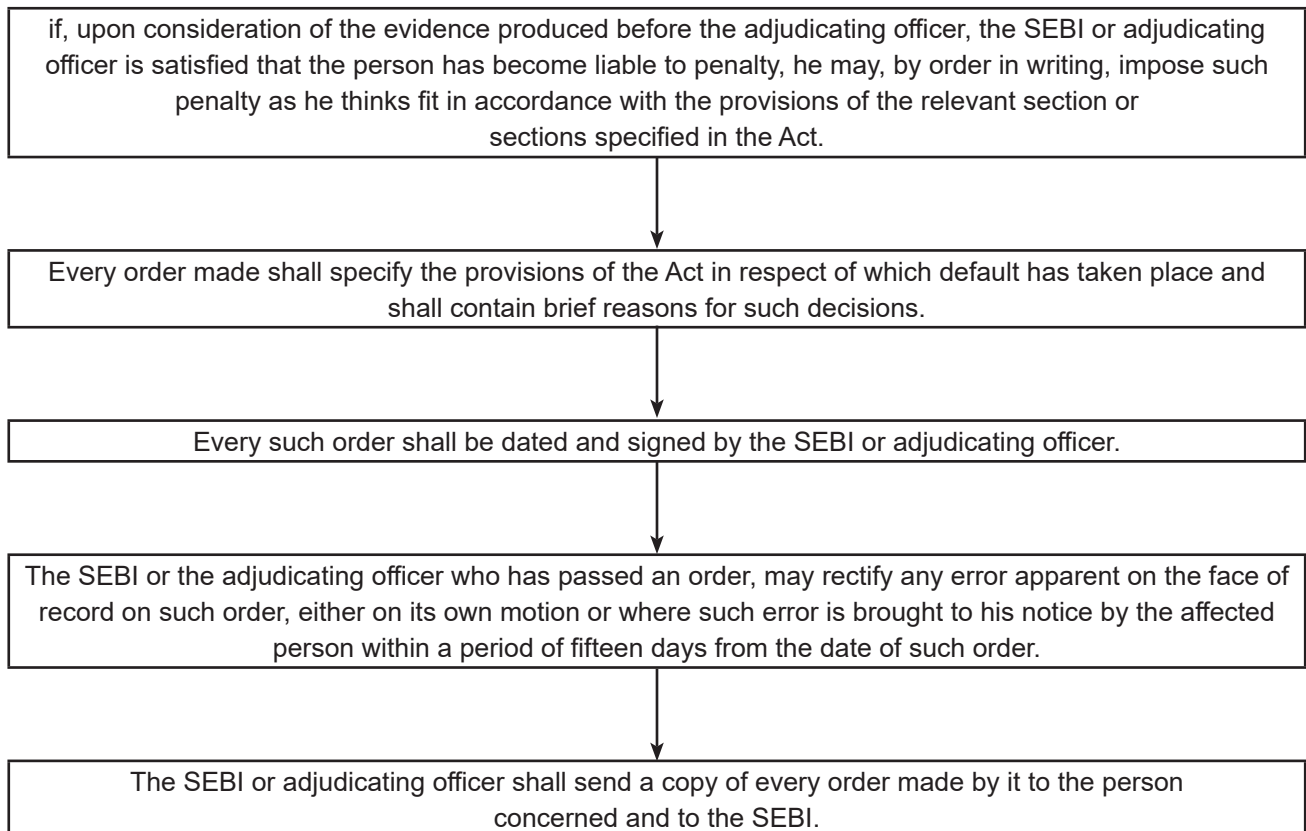 if, upon consideration of the evidence produced before the adjudicating officer, the SEBI or adjudicating
officer is satisfied that the person has become liable to penalty, he may, by order in writing, impose such
penalty as he thinks fit in accordance with the provisions of the relevant section or
sections specified in the Act.
Every order made shall specify the provisions of the Act in respect of which default has taken place and
shall contain brief reasons for such decisions.
Every such order shall be dated and signed by the SEBI or adjudicating officer.
The SEBI or the adjudicating officer who has passed an order, may rectify any error apparent on the face of
record on such order, either on its own motion or where such error is brought to his notice by the affected
person within a period of fifteen days from the date of such order.
The SEBI or adjudicating officer shall send a copy of every order made by it to the person
concerned and to the SEBI.